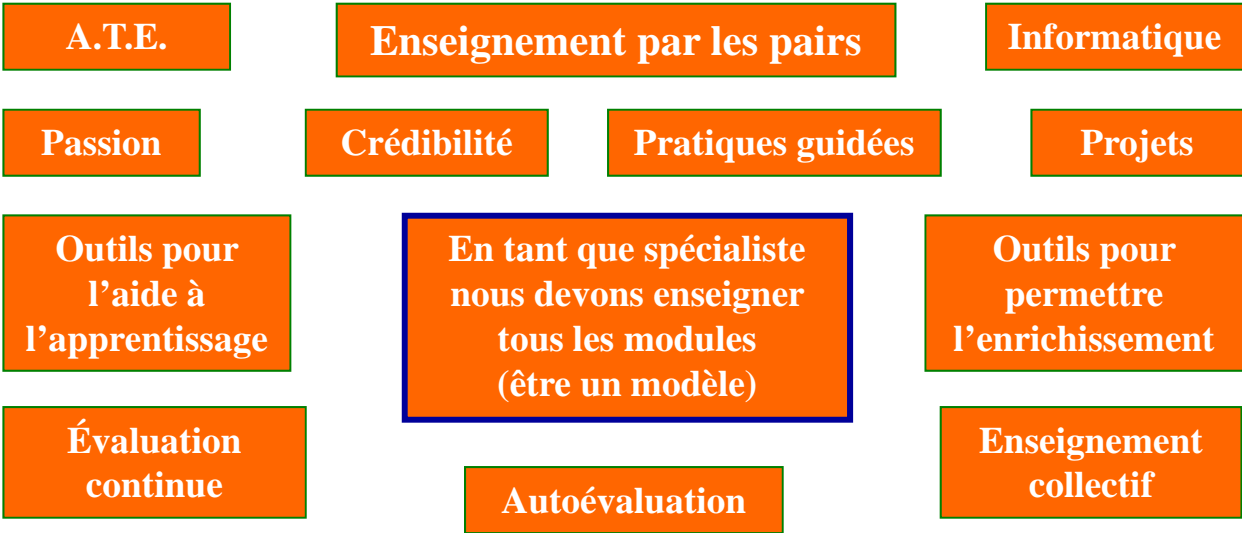 A.T.E.
Enseignement par les pairs
Informatique
Passion
Crédibilité
Pratiques guidées
Projets
Outils pour
l’aide à
l’apprentissage
En tant que spécialiste
nous devons enseigner
tous les modules
(être un modèle)
Outils pour
permettre
l’enrichissement
Évaluation
continue
Autoévaluation
Enseignement
collectif